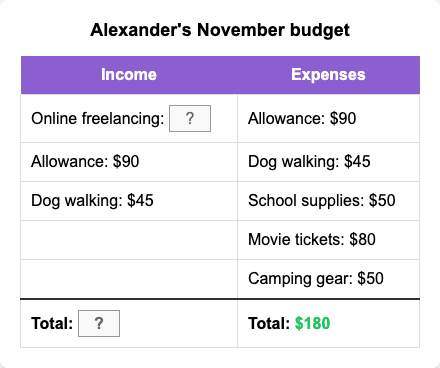 Alexander's November budget
Income Expenses
Online freelancing: ? Allowance: $90
Allowance: $90 Dog walking: $45
Dog walking: $45 School supplies: $50
Movie tickets: $80
Camping gear: $50
Total: ? Total: $180